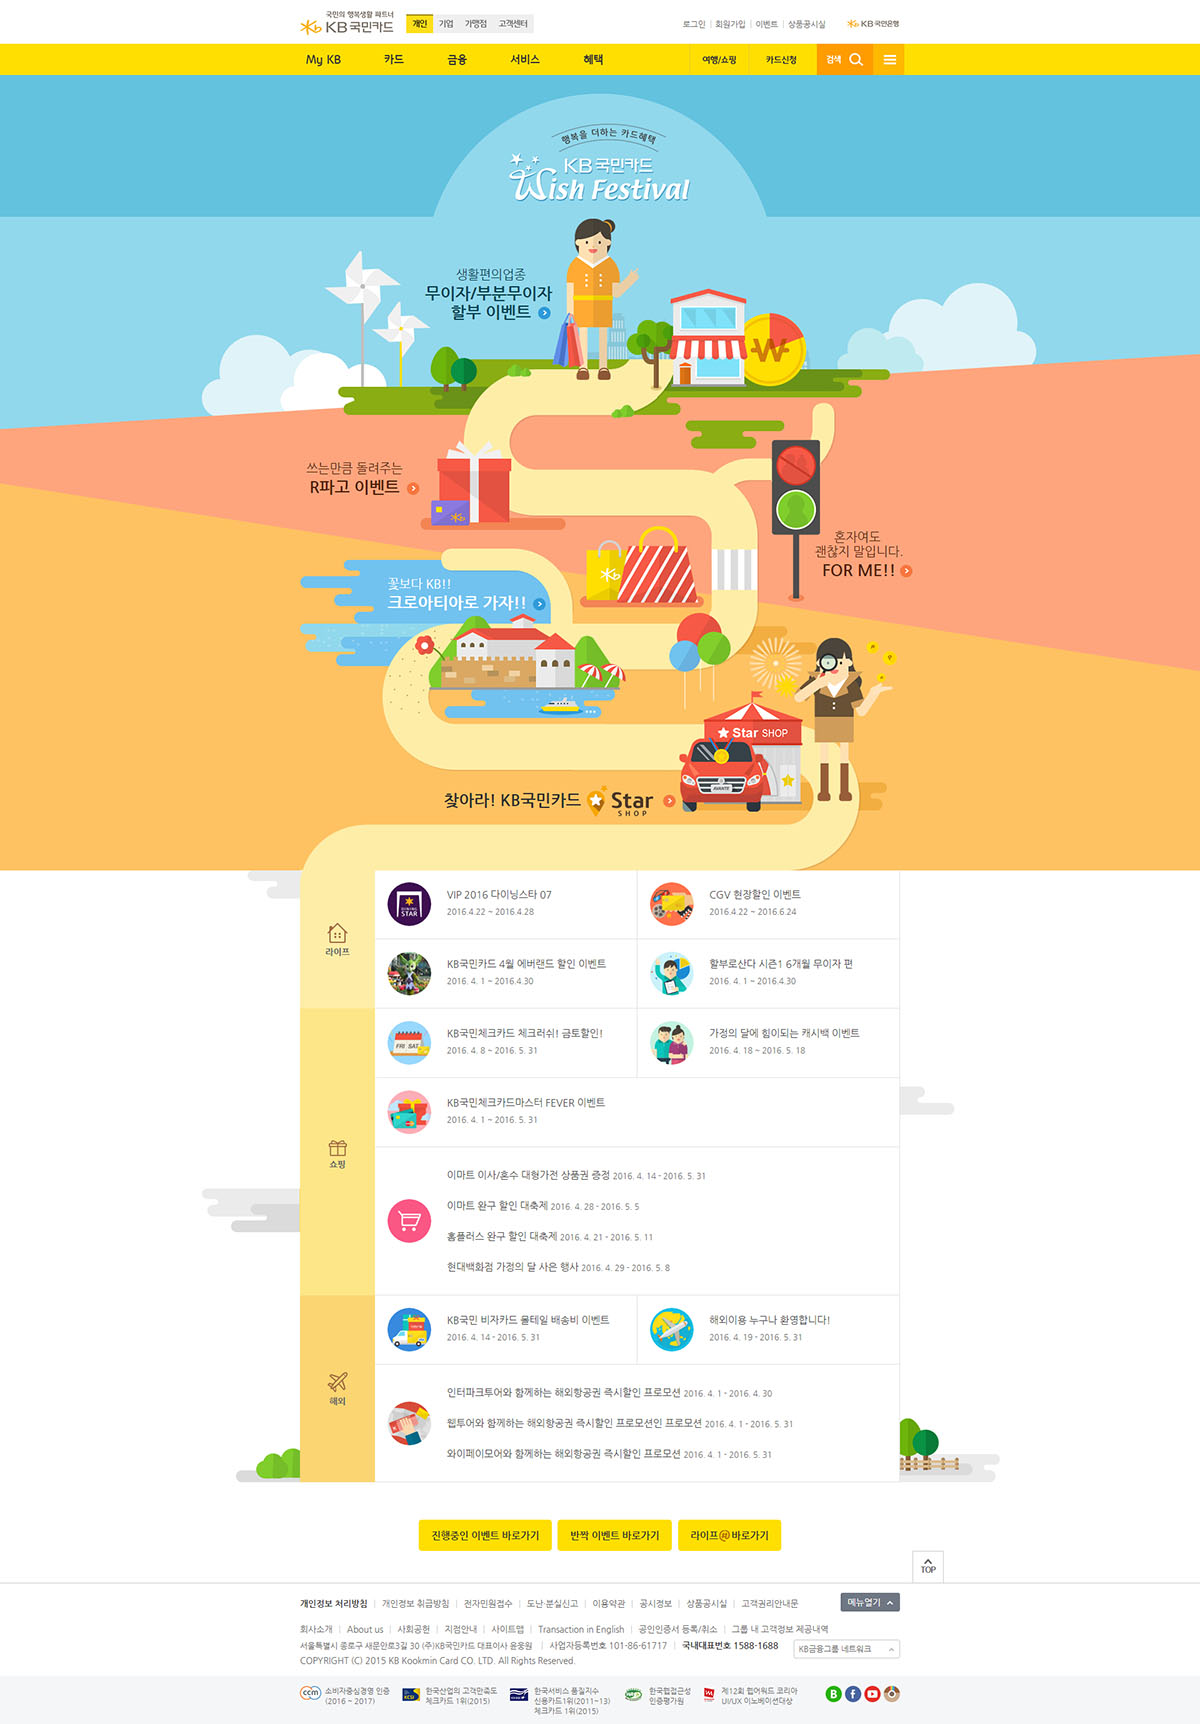 국민의 행복생활 파트너
KB국민카드
개인 기업 가맹점 고객센터
로그인 | 회원가입 | 이벤트 | 상품공시실
KB국민은행
My KB 카드 금융 서비스 혜택 여행/쇼핑 카드신청 검색
행복을 더하는 카드혜택
KB국민카드
Wish Festival
생활편의업종
무이자/부분무이자
할부 이벤트
쓰는만큼 돌려주는
R파고 이벤트
혼자여도
괜찮지 말입니다.
FOR ME!!
꽃보다 KB!!
크로아티아로 가자!!
Star SHOP
AVANTE
찾아라! KB국민카드 Star
SHOP
라이프
DINING
STAR
VIP 2016 다이닝스타 07
2016.4.22 ~ 2016.4.28
CGV 현장할인 이벤트
2016.4.22 ~ 2016.6.24
KB국민카드 4월 에버랜드 할인 이벤트
2016. 4. 1 ~ 2016.4.30
할부로산다 시즌1 6개월 무이자 편
2016. 4. 1 ~ 2016.4.30
쇼핑
FRI SAT
KB국민체크카드 체크러쉬! 금토할인!
2016. 4. 8 ~ 2016. 5. 31
가정의 달에 힘이되는 캐시백 이벤트
2016. 4. 18 ~ 2016. 5. 18
KB국민체크카드마스터 FEVER 이벤트
2016. 4. 1 ~ 2016. 5. 31
이마트 이사/혼수 대형가전 상품권 증정 2016. 4. 14 - 2016. 5. 31
이마트 완구 할인 대축제 2016. 4. 28 - 2016. 5. 5
홈플러스 완구 할인 대축제 2016. 4. 21 - 2016. 5. 11
현대백화점 가정의 달 사은 행사 2016. 4. 29 - 2016. 5. 8
해외
KB국민 비자카드 몰테일 배송비 이벤트
2016. 4. 14 - 2016. 5. 31
해외이용 누구나 환영합니다!
2016. 4. 19 - 2016. 5. 31
인터파크투어와 함께하는 해외항공권 즉시할인 프로모션 2016. 4. 1 - 2016. 4. 30
웹투어와 함께하는 해외항공권 즉시할인 프로모션인 프로모션 2016. 4. 1 - 2016. 5. 31
와이페이모어와 함께하는 해외항공권 즉시할인 프로모션 2016. 4. 1 - 2016. 5. 31
진행중인 이벤트 바로가기
반짝 이벤트 바로가기
라이프샵 바로가기
TOP
개인정보 처리방침 | 개인정보 취급방침 | 전자민원접수 | 도난·분실신고 | 이용약관 | 공시정보 | 상품공시실 | 고객권리안내문
메뉴열기
회사소개 | About us | 사회공헌 | 지점안내 | 사이트맵 | Transaction in English | 공인인증서 등록/취소 | 그룹 내 고객정보 제공내역
서울특별시 종로구 새문안로3길 30 (주)KB국민카드 대표이사 윤웅원 | 사업자등록번호 101-86-61717 | 국내대표번호 1588-1688
KB금융그룹 네트워크
COPYRIGHT (C) 2015 KB Kookmin Card CO. LTD. All Rights Reserved.
ccm 소비자중심경영 인증
(2016 ~ 2017)
KCSI 한국산업의 고객만족도
체크카드 1위(2015)
한국서비스 품질지수
신용카드1위(2011~13)
체크카드 1위(2015)
한국웹접근성
인증평가원
제12회 웹어워드 코리아
UI/UX 이노베이션대상